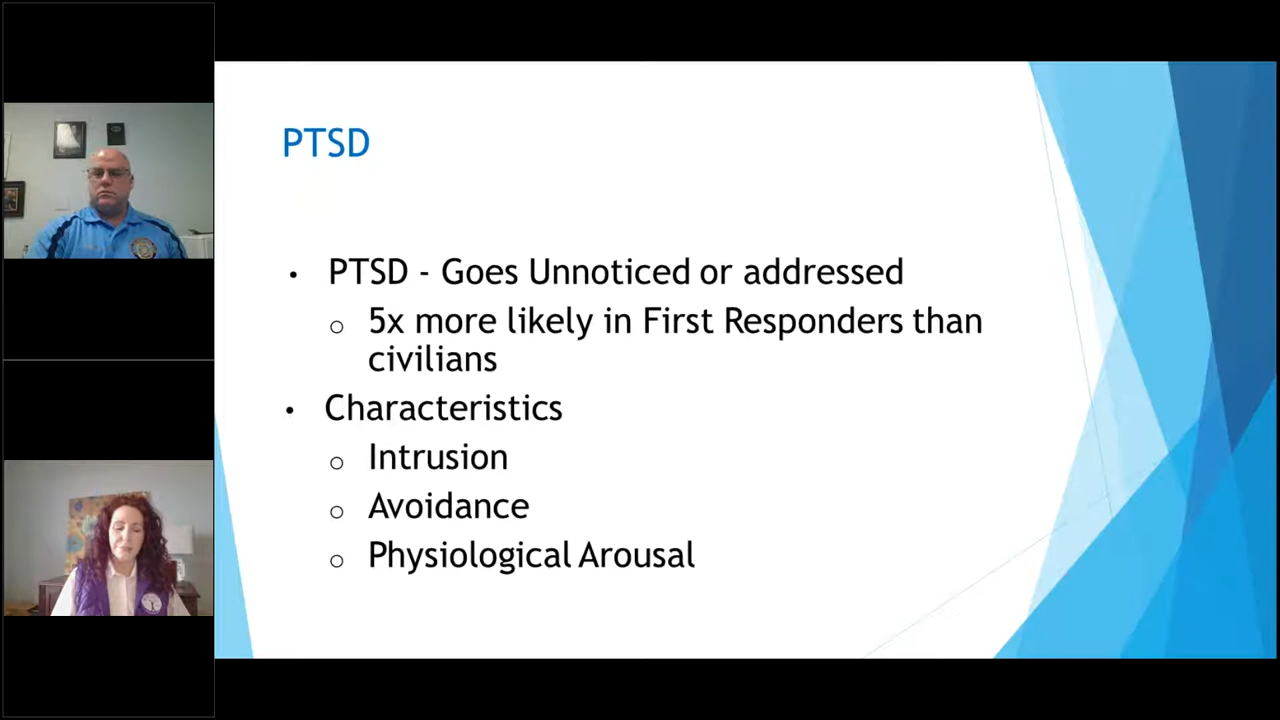 PTSD
• PTSD - Goes Unnoticed or addressed
o 5x more likely in First Responders than
civilians
• Characteristics
o Intrusion
o Avoidance
o Physiological Arousal